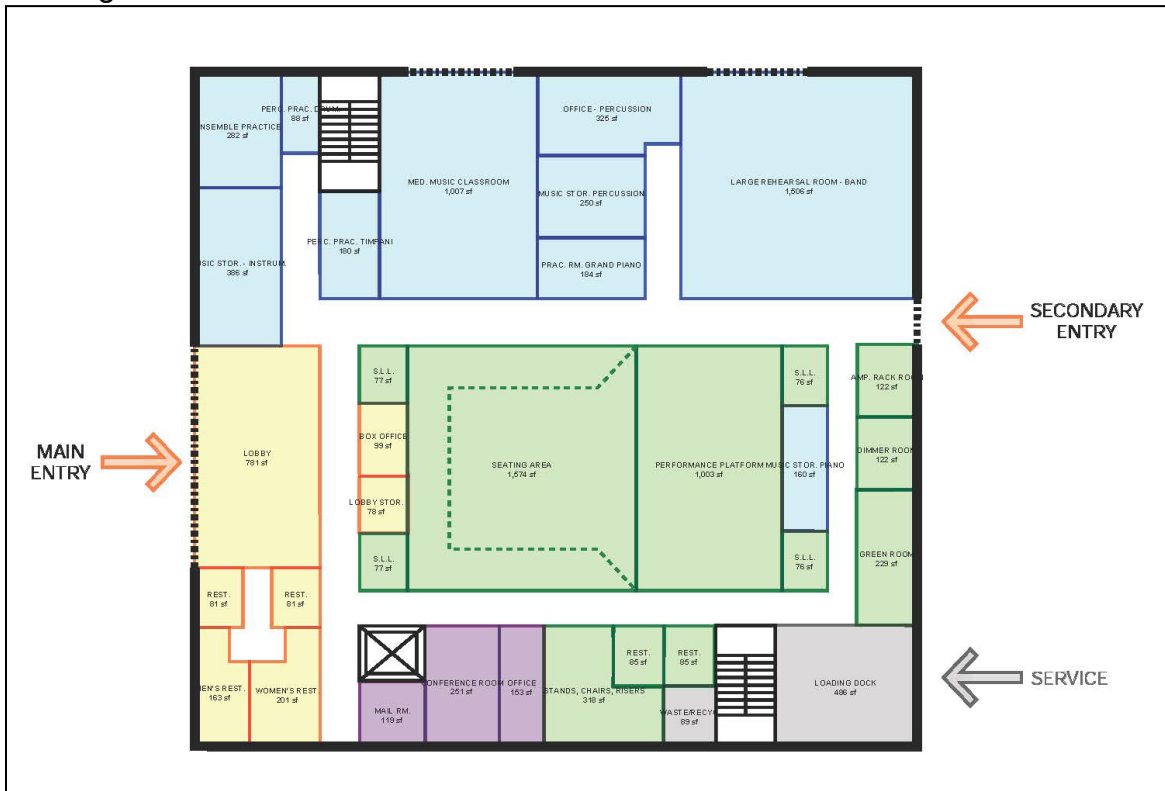 PERC. PRAC. DRUM.
88 sf
ENSEMBLE PRACTICE
282 sf
OFFICE - PERCUSSION
325 sf
MED. MUSIC CLASSROOM
1,007 sf
LARGE REHEARSAL ROOM - BAND
1,506 sf
MUSIC STOR. PERCUSSION
250 sf
PERC. PRAC. TIMPANI
180 sf
USIC STOR. - INSTRUM.
386 sf
PRAC. RM. GRAND PIANO
184 sf
SECONDARY
ENTRY
S.L.L.
77 sf
S.L.L.
76 sf
AMP. RACK ROOM
122 sf
MAIN
ENTRY
LOBBY
781 sf
BOX OFFICE
99 sf
SEATING AREA
1,574 sf
PERFORMANCE PLATFORM
1,003 sf
MUSIC STOR. PIANO
160 sf
DIMMER ROOM
122 sf
LOBBY STOR.
78 sf
S.L.L.
77 sf
S.L.L.
76 sf
GREEN ROOM
229 sf
REST.
81 sf
REST.
81 sf
MEN'S REST.
163 sf
WOMEN'S REST.
201 sf
MAIL RM.
119 sf
CONFERENCE ROOM
251 sf
OFFICE
153 sf
STANDS, CHAIRS, RISERS
318 sf
REST.
85 sf
REST.
85 sf
WASTE/RECYC
89 sf
LOADING DOCK
486 sf
SERVICE